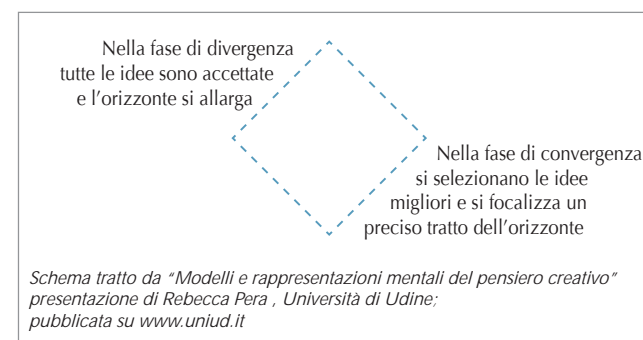 Nella fase di divergenza
tutte le idee sono accettate
e l'orizzonte si allarga
Nella fase di convergenza
si selezionano le idee
migliori e si focalizza un
preciso tratto dell'orizzonte
Schema tratto da "Modelli e rappresentazioni mentali del pensiero creativo"
presentazione di Rebecca Pera , Università di Udine;
pubblicata su www.uniud.it